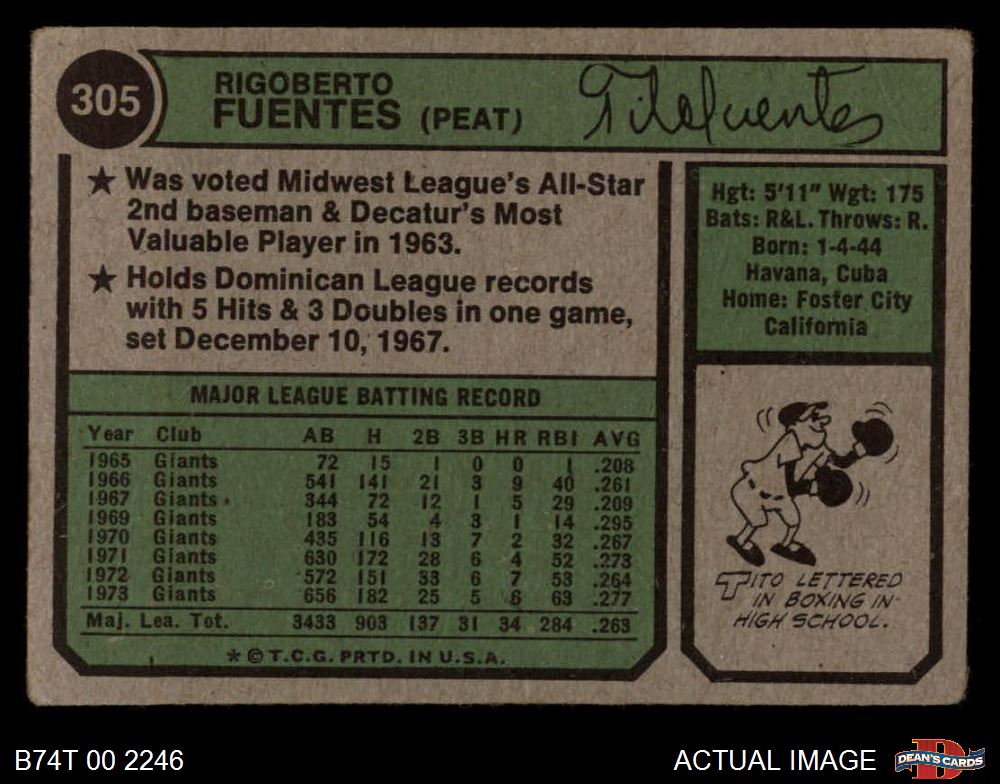 305
RIGOBERTO
FUENTES (PEAT)
Tito Fuentes
★ Was voted Midwest League's All-Star
2nd baseman & Decatur's Most
Valuable Player in 1963.
★ Holds Dominican League records
with 5 Hits & 3 Doubles in one game,
set December 10, 1967.
Hgt: 5'11" Wgt: 175
Bats: R&L. Throws: R.
Born: 1-4-44
Havana, Cuba
Home: Foster City
California
MAJOR LEAGUE BATTING RECORD
Year Club AB H 2B 3B HR RBI AVG
1965 Giants 72 15 1 0 0 1 .208
1966 Giants 541 141 21 3 9 40 .261
1967 Giants 344 72 12 1 5 29 .209
1969 Giants 183 54 4 3 1 14 .295
1970 Giants 435 116 13 7 2 32 .267
1971 Giants 630 172 28 6 4 52 .273
1972 Giants 572 151 33 6 7 53 .264
1973 Giants 656 182 25 5 6 63 .277
Maj. Lea. Tot. 3433 903 137 31 34 284 .263
* © T.C.G. PRTD. IN U.S.A.
TITO LETTERED
IN BOXING IN
HIGH SCHOOL.
B74T 00 2246
ACTUAL IMAGE
DEAN'S CARDS